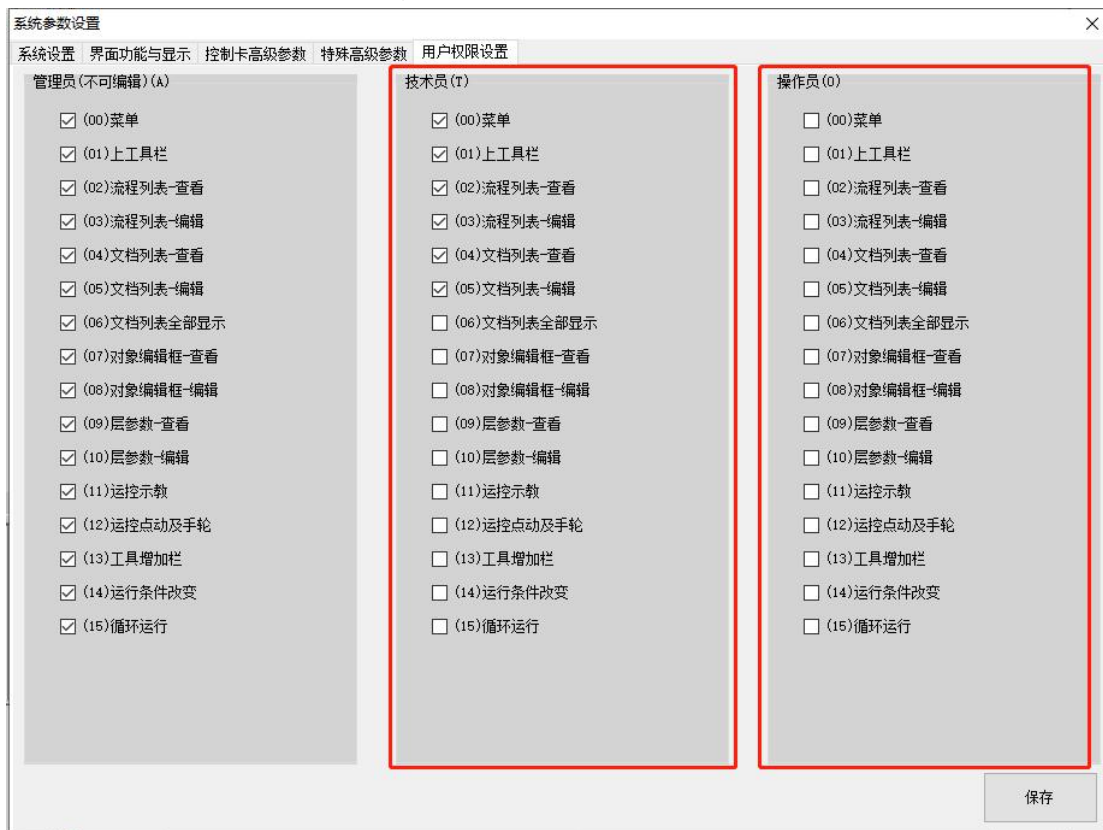 系统参数设置
系统设置 界面功能与显示 控制卡高级参数 特殊高级参数 用户权限设置
管理员(不可编辑)(A)
(00)菜单
(01)上工具栏
(02)流程列表-查看
(03)流程列表-编辑
(04)文档列表-查看
(05)文档列表-编辑
(06)文档列表全部显示
(07)对象编辑框-查看
(08)对象编辑框-编辑
(09)层参数-查看
(10)层参数-编辑
(11)运控示教
(12)运控点动及手轮
(13)工具增加栏
(14)运行条件改变
(15)循环运行
技术员(T)
(00)菜单
(01)上工具栏
(02)流程列表-查看
(03)流程列表-编辑
(04)文档列表-查看
(05)文档列表-编辑
(06)文档列表全部显示
(07)对象编辑框-查看
(08)对象编辑框-编辑
(09)层参数-查看
(10)层参数-编辑
(11)运控示教
(12)运控点动及手轮
(13)工具增加栏
(14)运行条件改变
(15)循环运行
操作员(O)
(00)菜单
(01)上工具栏
(02)流程列表-查看
(03)流程列表-编辑
(04)文档列表-查看
(05)文档列表-编辑
(06)文档列表全部显示
(07)对象编辑框-查看
(08)对象编辑框-编辑
(09)层参数-查看
(10)层参数-编辑
(11)运控示教
(12)运控点动及手轮
(13)工具增加栏
(14)运行条件改变
(15)循环运行
保存